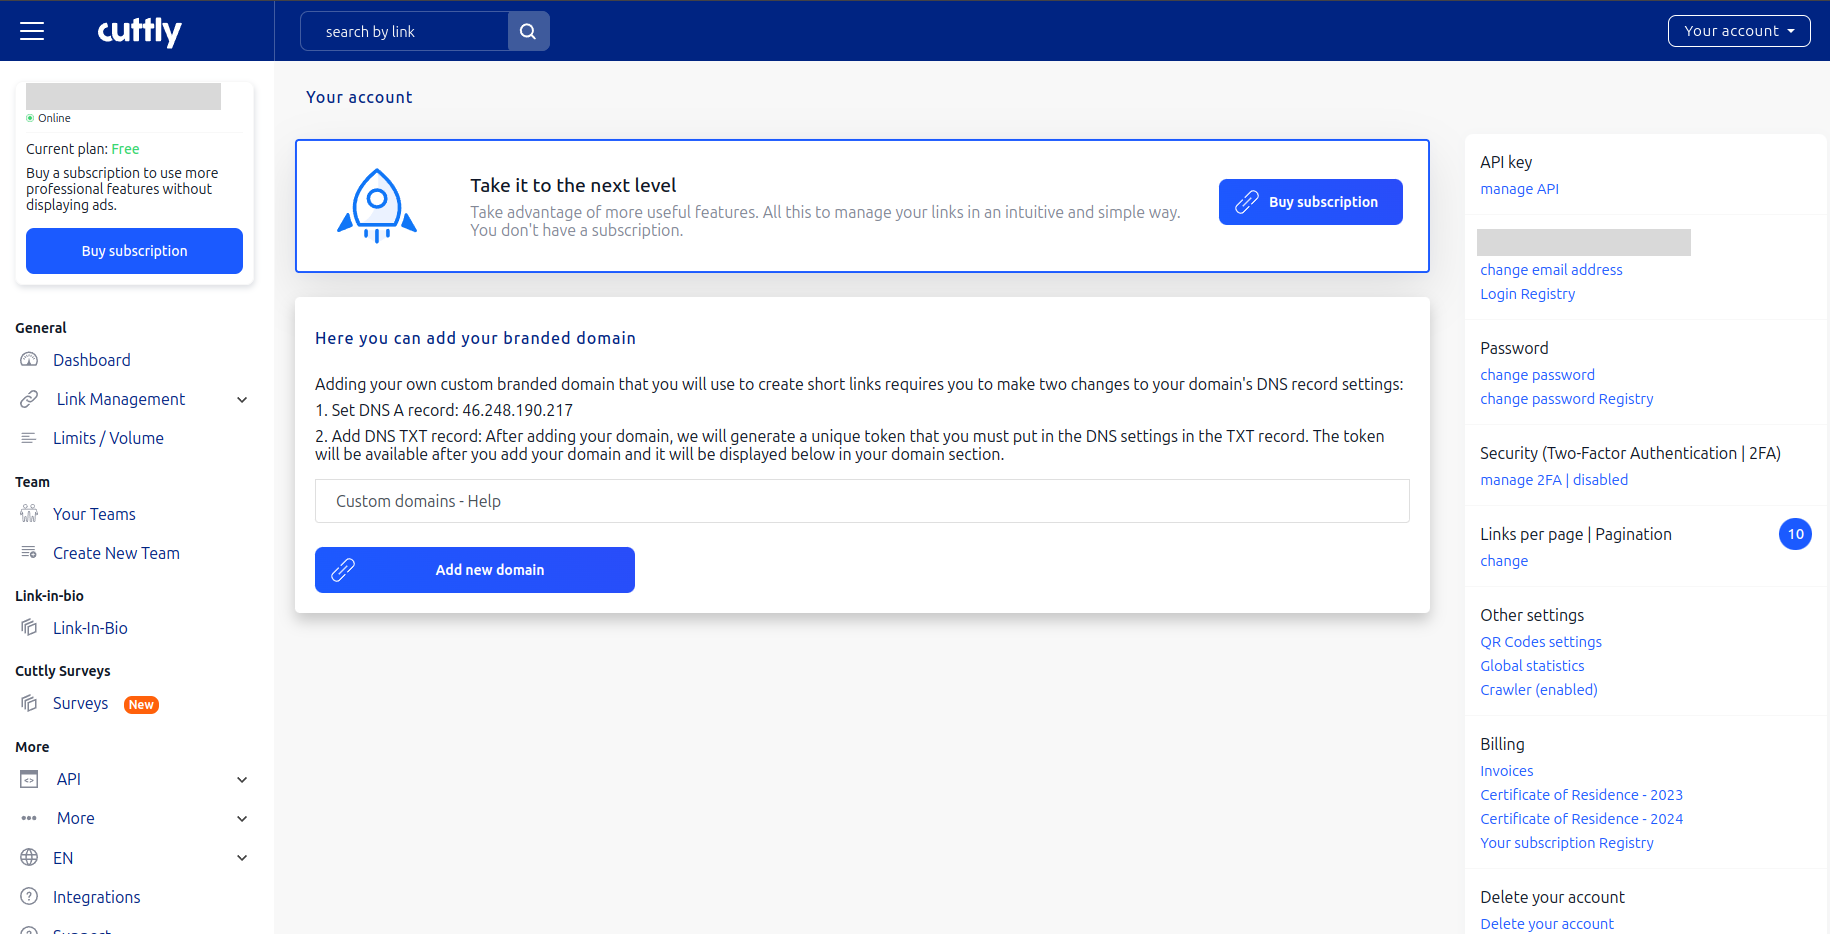 cuttly
search by link
Your account
Online
Current plan: Free
Buy a subscription to use more
professional features without
displaying ads.
Buy subscription
General
Dashboard
Link Management
Limits / Volume
Team
Your Teams
Create New Team
Link-in-bio
Link-In-Bio
Cuttly Surveys
Surveys New
More
API
More
EN
Integrations
Support
Your account
Take it to the next level
Take advantage of more useful features. All this to manage your links in an intuitive and simple way.
You don't have a subscription.
Buy subscription
Here you can add your branded domain
Adding your own custom branded domain that you will use to create short links requires you to make two changes to your domain's DNS record settings:
1. Set DNS A record: 46.248.190.217
2. Add DNS TXT record: After adding your domain, we will generate a unique token that you must put in the DNS settings in the TXT record. The token
will be available after you add your domain and it will be displayed below in your domain section.
Custom domains - Help
Add new domain
API key
manage API
change email address
Login Registry
Password
change password
change password Registry
Security (Two-Factor Authentication | 2FA)
manage 2FA | disabled
Links per page | Pagination 10
change
Other settings
QR Codes settings
Global statistics
Crawler (enabled)
Billing
Invoices
Certificate of Residence - 2023
Certificate of Residence - 2024
Your subscription Registry
Delete your account
Delete your account